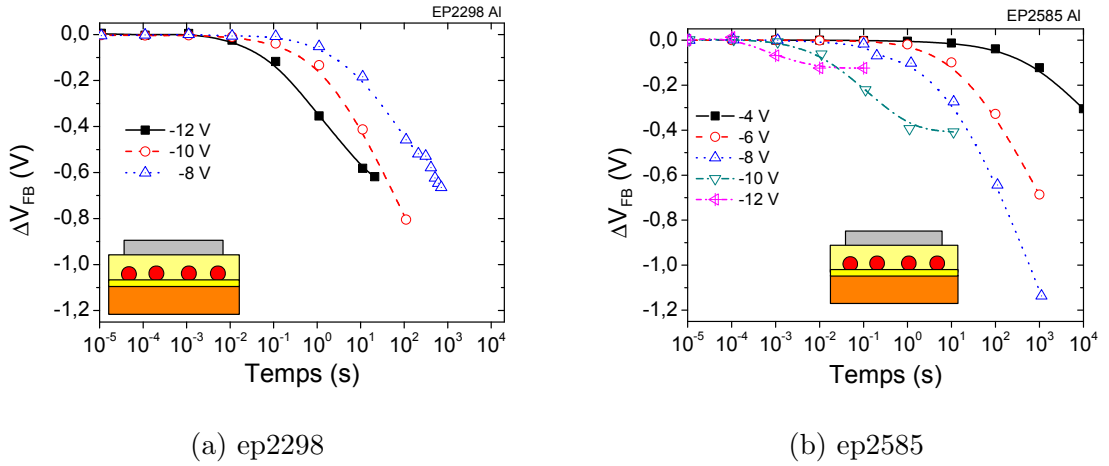 EP2298 Al
0,0
-0,2
-0,4
-0,6
-0,8
-1,0
-1,2
ΔV_FB (V)
-12 V
-10 V
-8 V
10^-5 10^-4 10^-3 10^-2 10^-1 10^0 10^1 10^2 10^3 10^4
Temps (s)
(a) ep2298
EP2585 Al
0,0
-0,2
-0,4
-0,6
-0,8
-1,0
-1,2
ΔV_FB (V)
-4 V
-6 V
-8 V
-10 V
-12 V
10^-5 10^-4 10^-3 10^-2 10^-1 10^0 10^1 10^2 10^3 10^4
Temps (s)
(b) ep2585